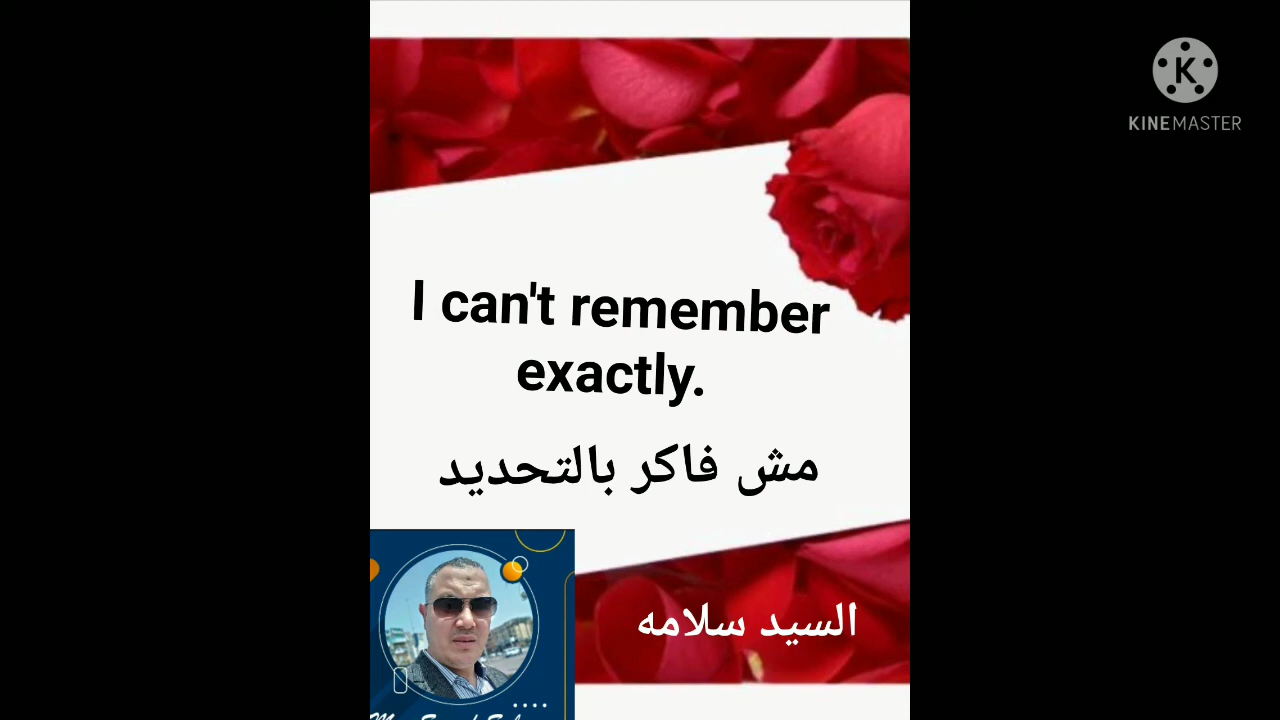 KINEMASTER
I can't remember
exactly.
مش فاكر بالتحديد
السيد سلامه